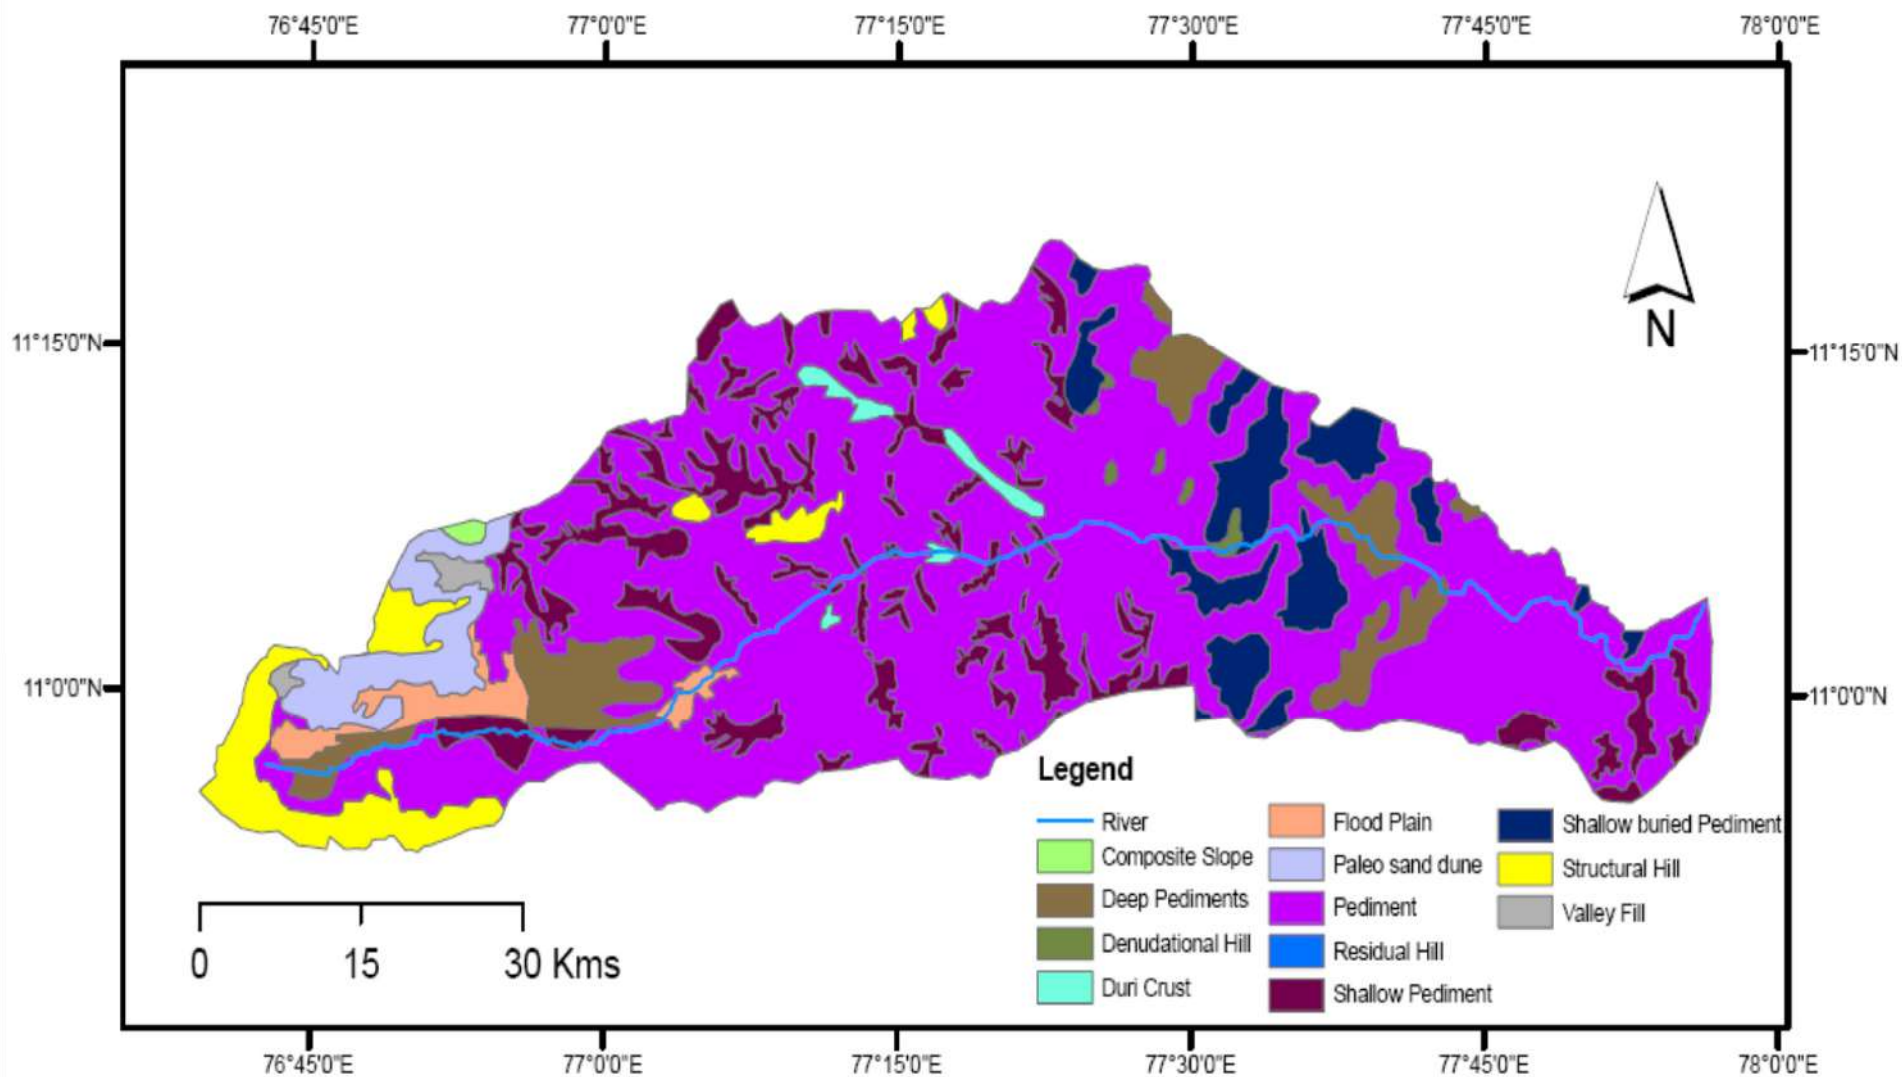 76°45'0"E 77°0'0"E 77°15'0"E 77°30'0"E 77°45'0"E 78°0'0"E
11°15'0"N 11°15'0"N
N
11°0'0"N 11°0'0"N
Legend
River
Composite Slope
Deep Pediments
Denudational Hill
Duri Crust
Flood Plain
Paleo sand dune
Pediment
Residual Hill
Shallow Pediment
Shallow buried Pediment
Structural Hill
Valley Fill
0 15 30 Kms
76°45'0"E 77°0'0"E 77°15'0"E 77°30'0"E 77°45'0"E 78°0'0"E